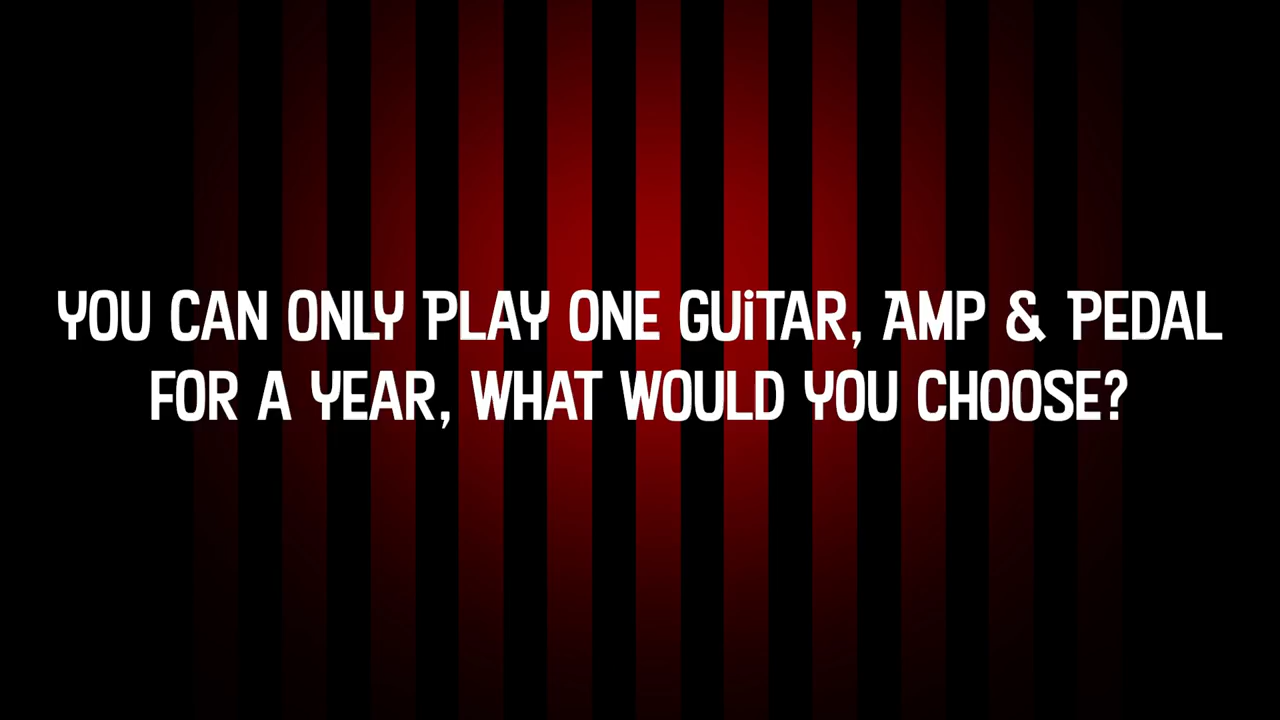 YOU CAN ONLY PLAY ONE GUiTAR, AMP & PEDAL
FOR A YEAR, WHAT WOULD YOU CHOOSE?